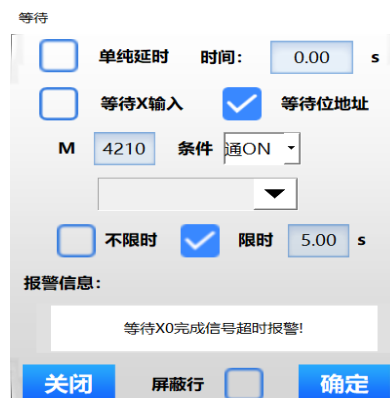 等待
单纯延时 时间： 0.00 s
等待X输入 等待位地址
M 4210 条件 通ON
不限时 限时 5.00 s
报警信息：
等待X0完成信号超时报警!
关闭 屏蔽行 确定